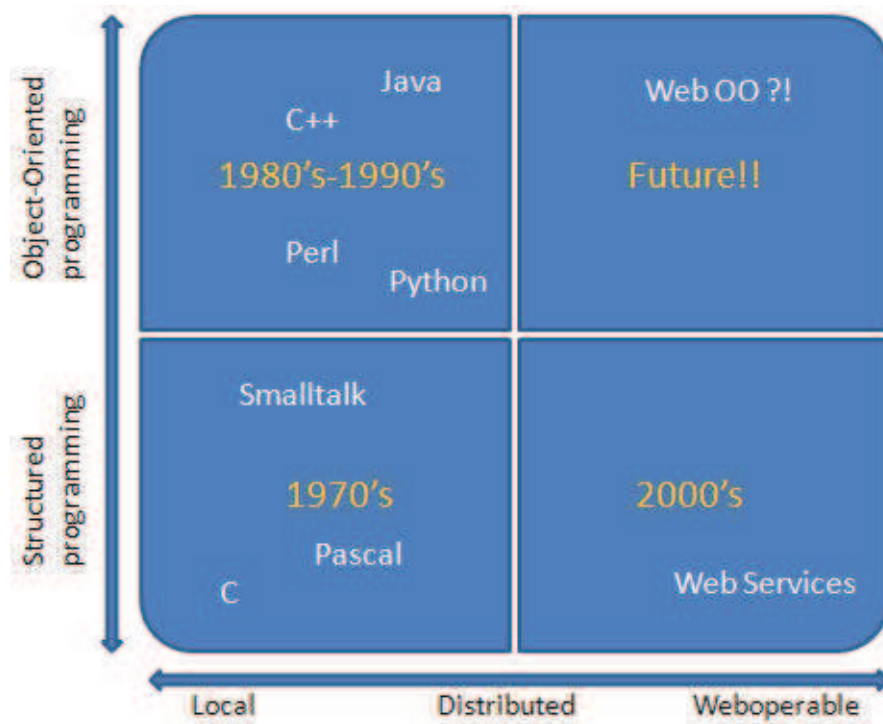 Object-Oriented
programming
Java
C++
1980's-1990's
Perl
Python
Web OO ?!
Future!!
Structured
programming
Smalltalk
1970's
Pascal
C
2000's
Web Services
Local
Distributed
Weboperable